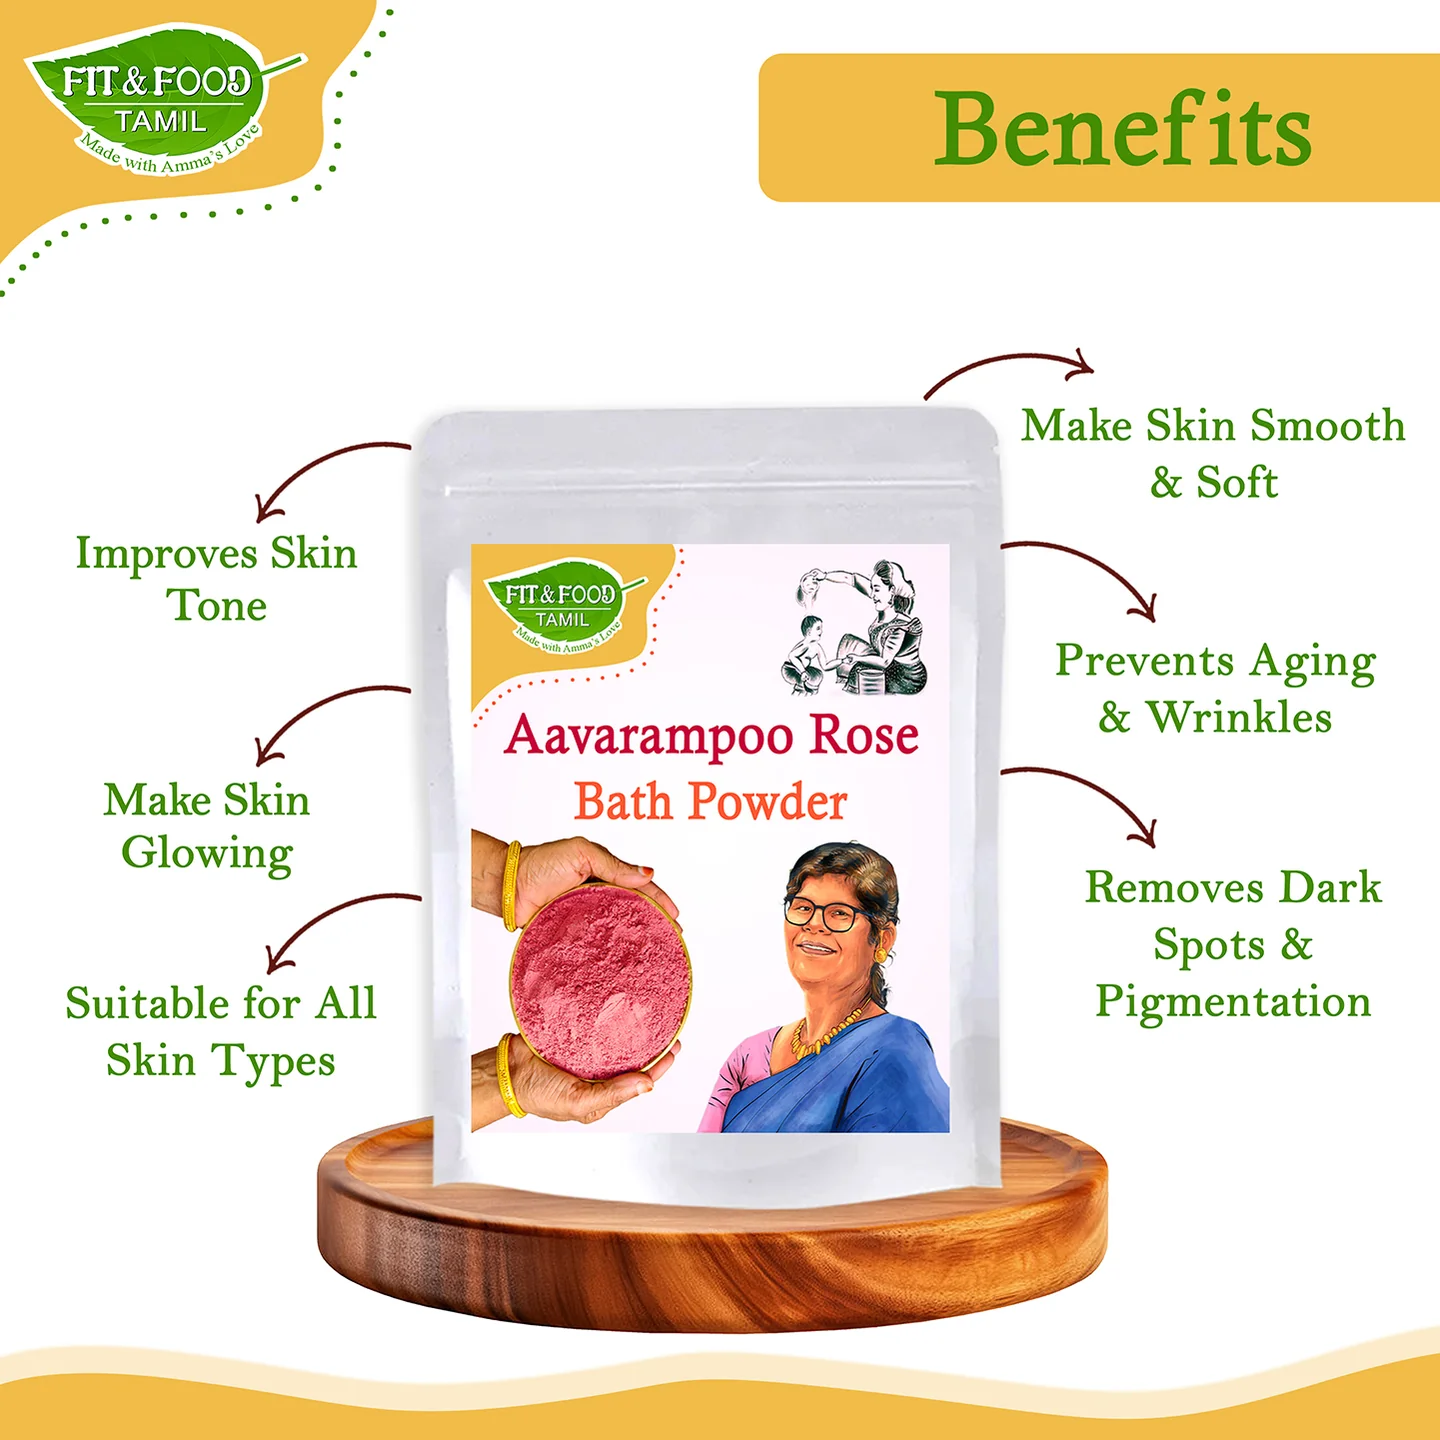 FIT & FOOD
TAMIL
Made with Amma's Love
Benefits
Improves Skin
Tone
Make Skin
Glowing
Suitable for All
Skin Types
Make Skin Smooth
& Soft
Prevents Aging
& Wrinkles
Removes Dark
Spots &
Pigmentation
FIT & FOOD
TAMIL
Made with Amma's Love
Aavarampoo Rose
Bath Powder